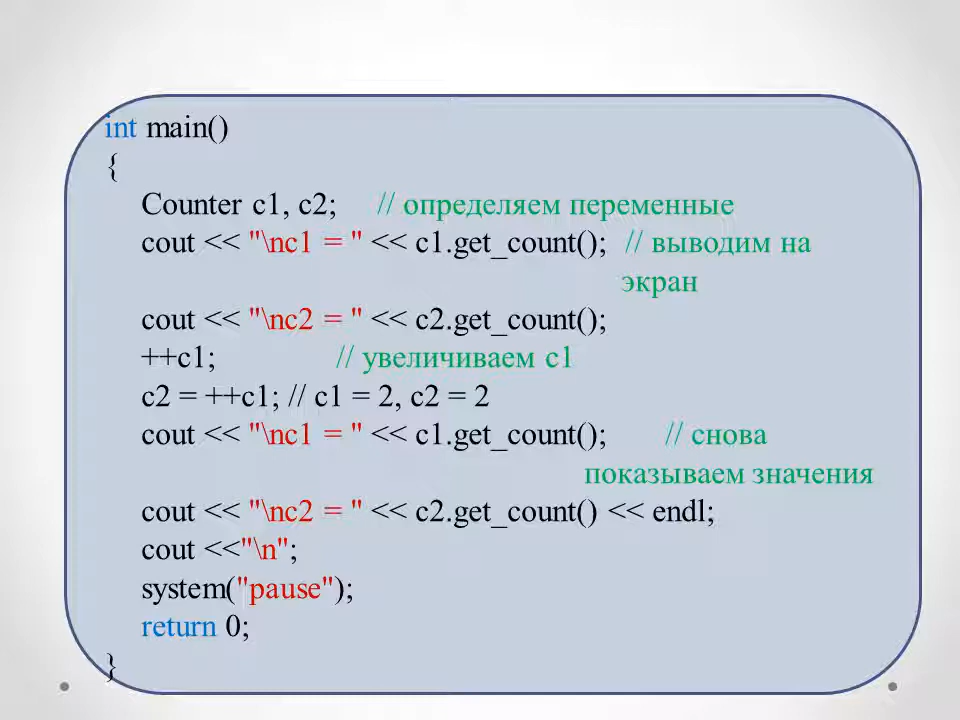 int main()
{
Counter c1, c2; // определяем переменные
cout << "\nc1 = " << c1.get_count(); // выводим на
экран
cout << "\nc2 = " << c2.get_count();
++c1; // увеличиваем c1
c2 = ++c1; // c1 = 2, c2 = 2
cout << "\nc1 = " << c1.get_count(); // снова
показываем значения
cout << "\nc2 = " << c2.get_count() << endl;
cout <<"\n";
system("pause");
return 0;
}